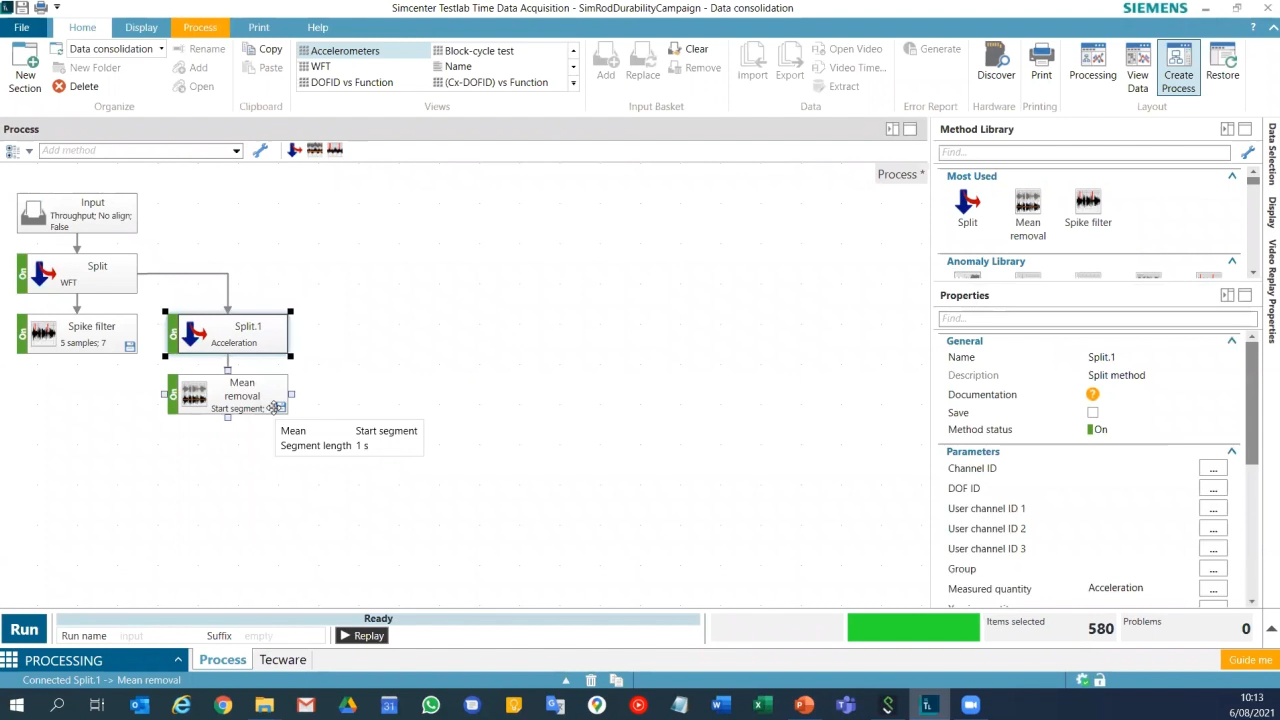 Simcenter Testlab Time Data Acquisition - SimRodDurabilityCampaign - Data consolidation
SIEMENS
File
Home
Display
Process
Print
Help
New
Section
Data consolidation
New Folder
Delete
Rename
Add
Open
Organize
Copy
Paste
Clipboard
Accelerometers
WFT
DOFID vs Function
Block-cycle test
Name
(Cx-DOFID) vs Function
Views
Add
Replace
Clear
Remove
Input Basket
Import
Export
Open Video
Video Time...
Extract
Data
Generate
Error Report
Discover
Hardware
Print
Printing
Processing
View
Data
Create
Process
Restore
Layout
Process
Add method
Process *
Input
Throughput; No align;
False
On
Split
WFT
On
Spike filter
5 samples; 7
On
Split.1
Acceleration
On
Mean
removal
Start segment;
Mean Start segment
Segment length 1 s
Method Library
Find...
Most Used
Split
Mean
removal
Spike filter
Anomaly Library
Properties
Find...
General
Name Split.1
Description Split method
Documentation ?
Save
Method status On
Parameters
Channel ID ...
DOF ID ...
User channel ID 1 ...
User channel ID 2 ...
User channel ID 3 ...
Group ...
Measured quantity Acceleration ...
Data Selection
Display
Video Replay
Properties
Run
Ready
Run name input Suffix empty Replay
Items selected 580
Problems 0
PROCESSING
Process
Tecware
Guide me
Connected Split.1 -> Mean removal
10:13
6/08/2021